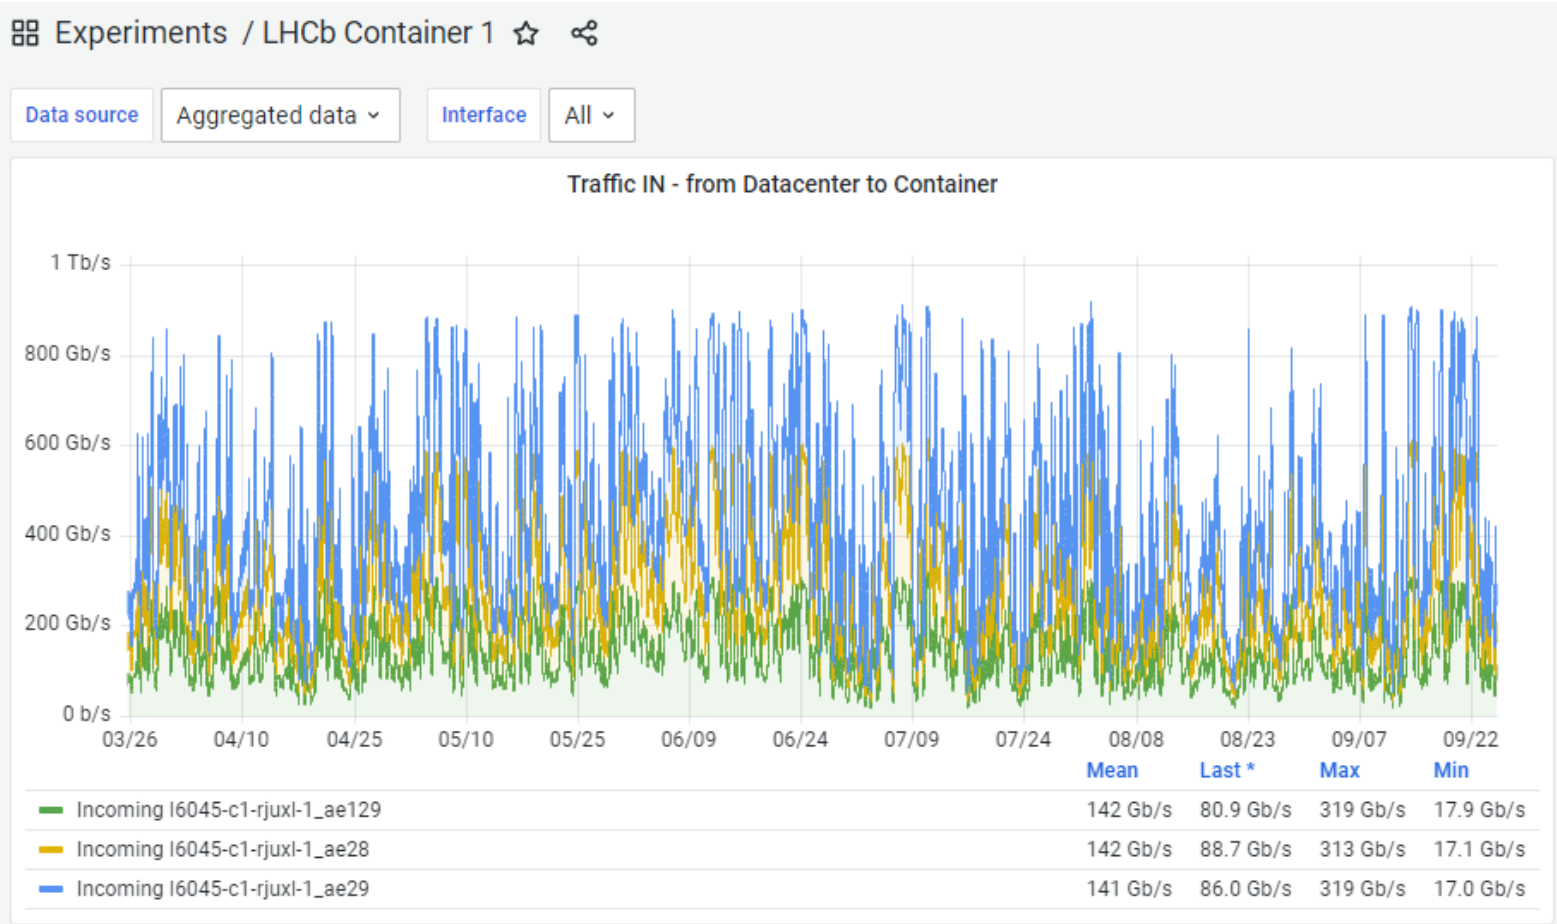 Experiments / LHCb Container 1
Data source Aggregated data Interface All
Traffic IN - from Datacenter to Container
1 Tb/s
800 Gb/s
600 Gb/s
400 Gb/s
200 Gb/s
0 b/s
03/26 04/10 04/25 05/10 05/25 06/09 06/24 07/09 07/24 08/08 08/23 09/07 09/22
Mean Last * Max Min
Incoming I6045-c1-rjuxl-1_ae129 142 Gb/s 80.9 Gb/s 319 Gb/s 17.9 Gb/s
Incoming I6045-c1-rjuxl-1_ae28 142 Gb/s 88.7 Gb/s 313 Gb/s 17.1 Gb/s
Incoming I6045-c1-rjuxl-1_ae29 141 Gb/s 86.0 Gb/s 319 Gb/s 17.0 Gb/s